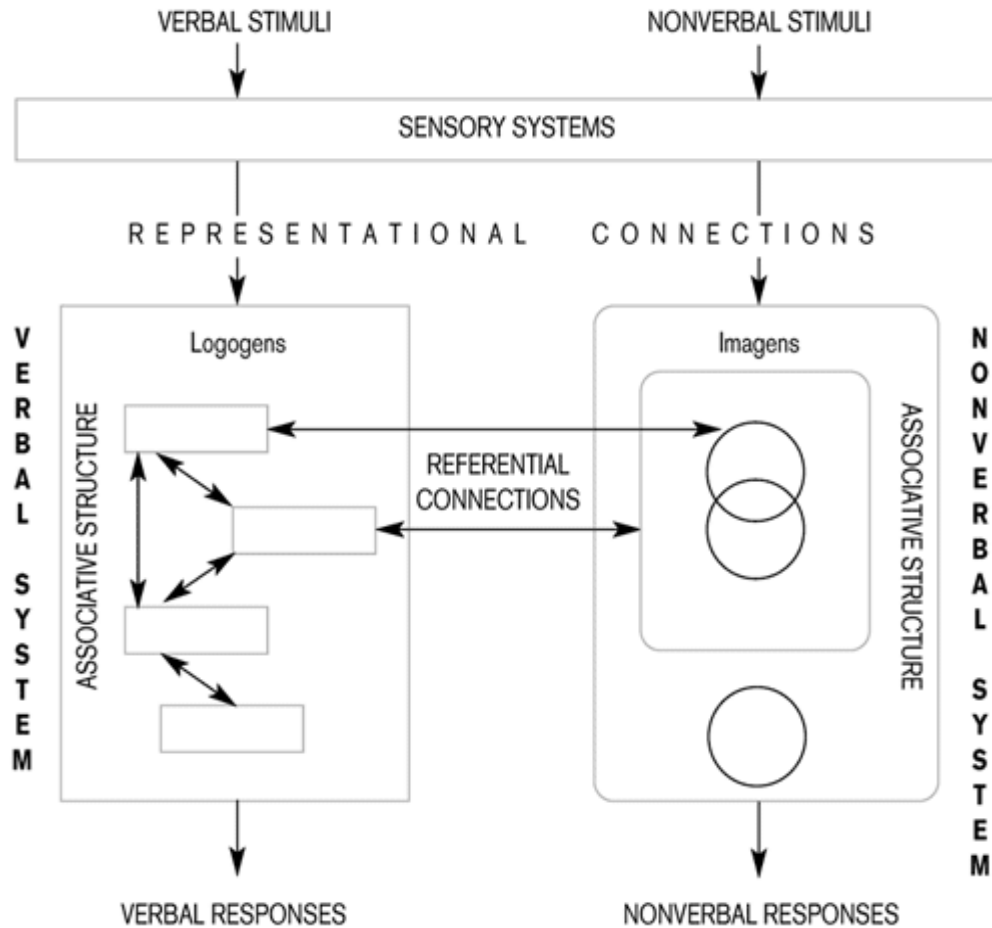 VERBAL STIMULI
NONVERBAL STIMULI
SENSORY SYSTEMS
REPRESENTATIONAL CONNECTIONS
VERBAL SYSTEM
ASSOCIATIVE STRUCTURE
Logogens
REFERENTIAL
CONNECTIONS
Imagens
ASSOCIATIVE STRUCTURE
NONVERBAL SYSTEM
VERBAL RESPONSES
NONVERBAL RESPONSES